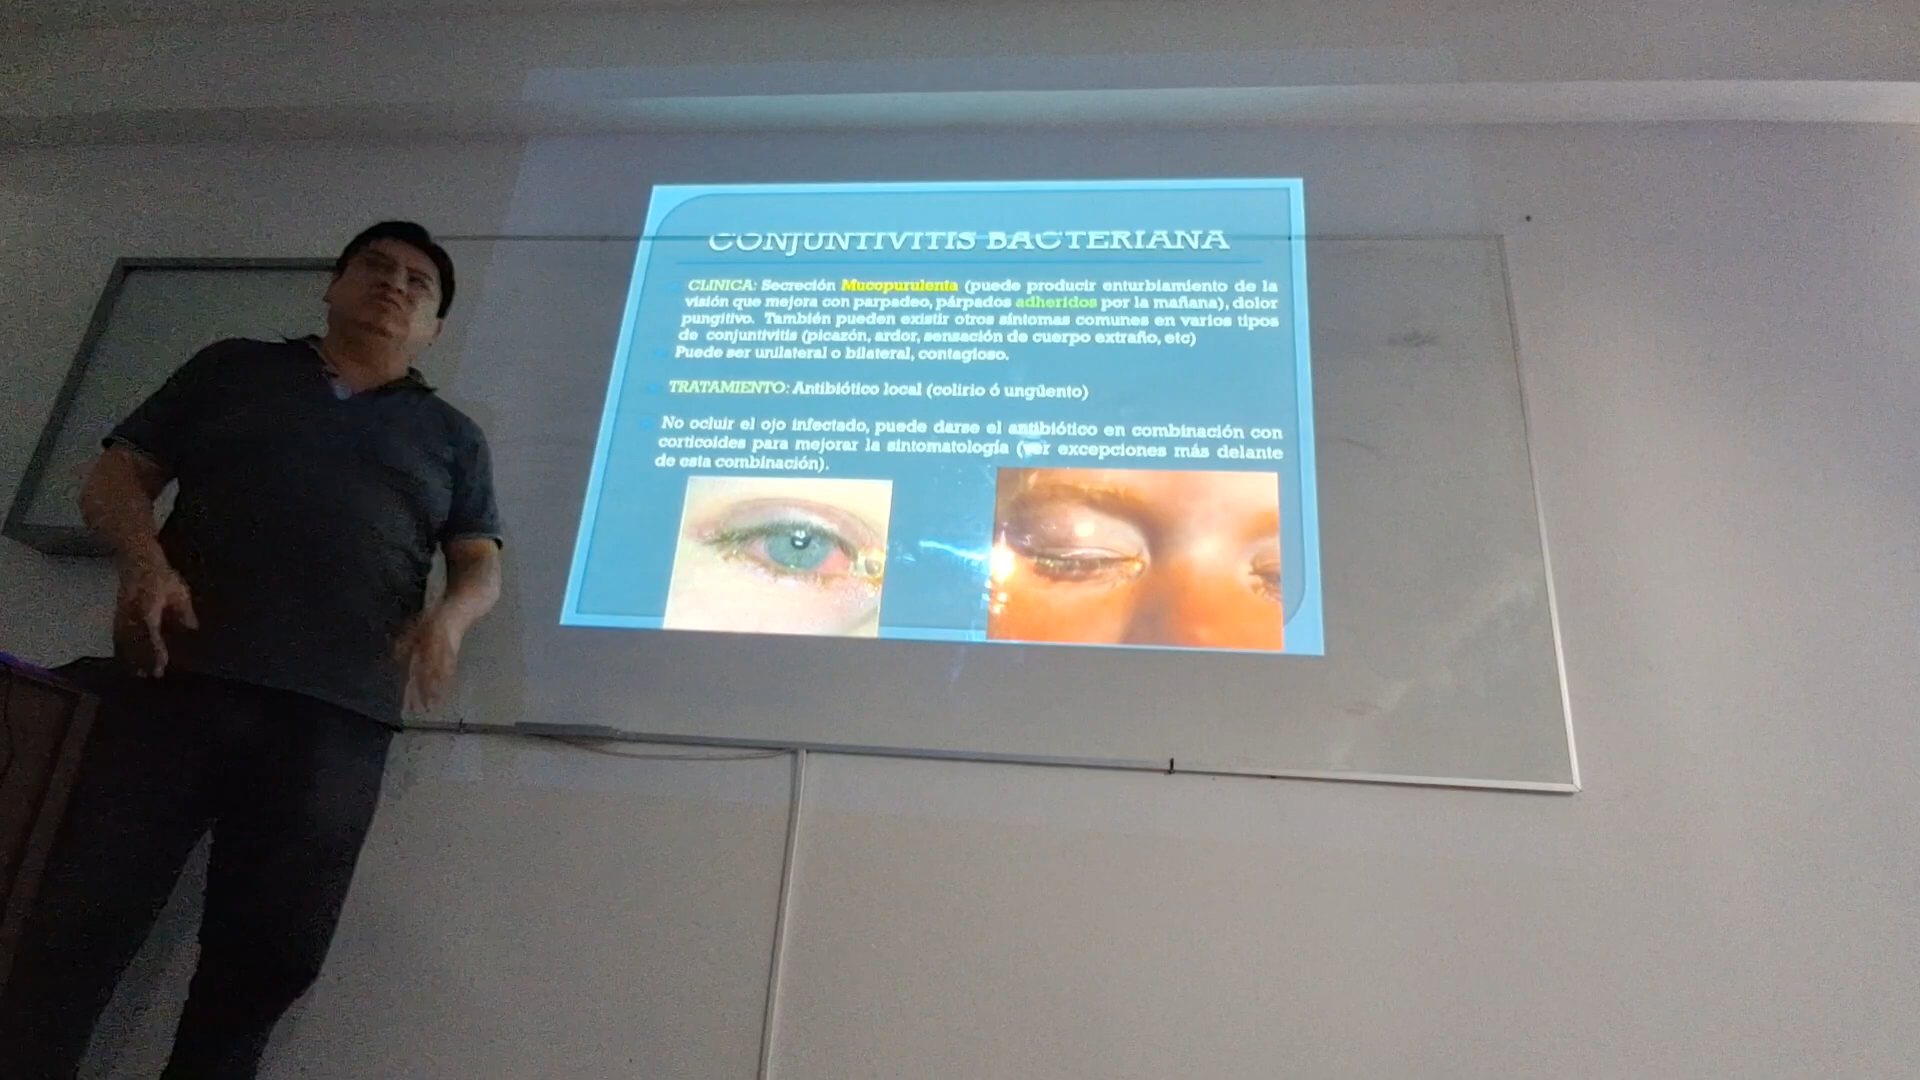 CONJUNTIVITIS BACTERIANA
CLINICA: Secreción Mucopurulenta (puede producir enturbiamiento de la
visión que mejora con parpadeo, párpados adheridos por la mañana), dolor
pungitivo. También pueden existir otros síntomas comunes en varios tipos
de conjuntivitis (picazón, ardor, sensación de cuerpo extraño, etc)
Puede ser unilateral o bilateral, contagioso.
TRATAMIENTO: Antibiótico local (colirio ó ungüento)
No ocluir el ojo infectado, puede darse el antibiótico en combinación con
corticoides para mejorar la sintomatología (ver excepciones más delante
de esta combinación).